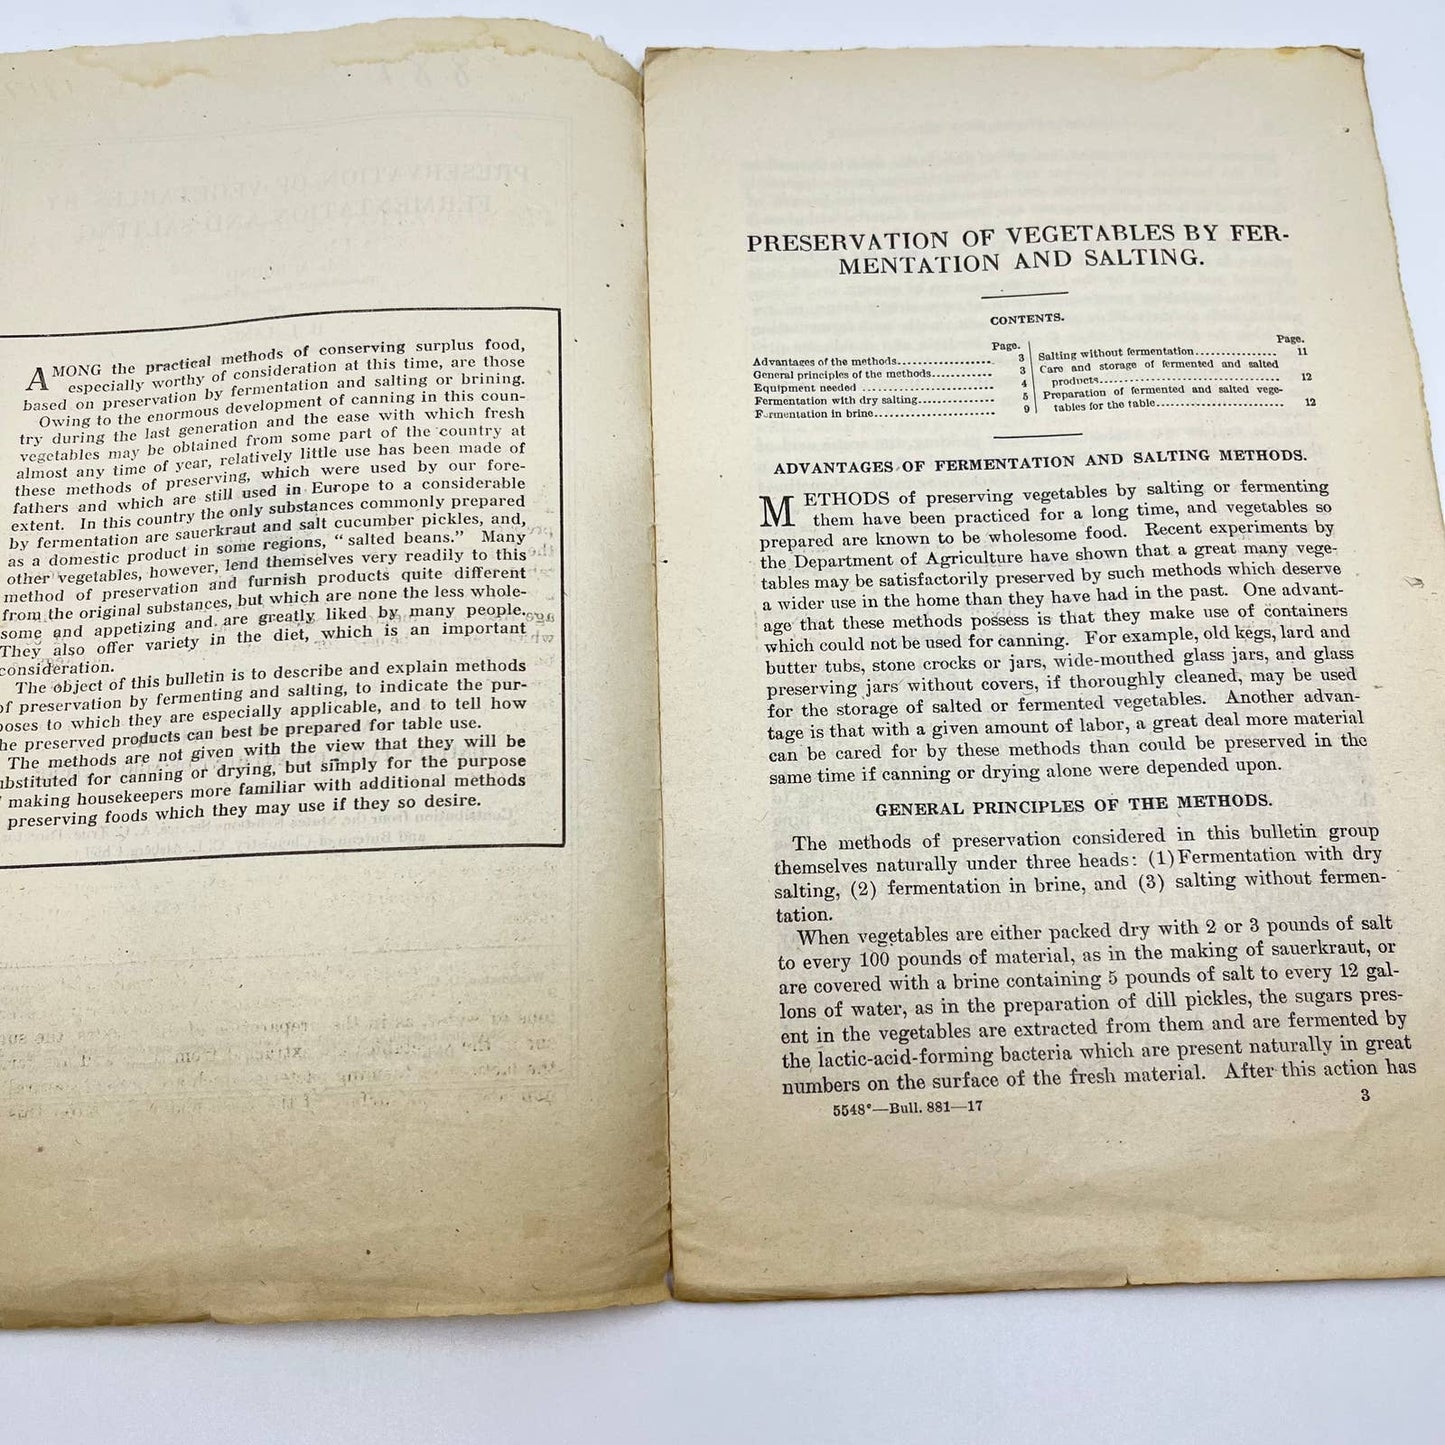 AMONG the practical methods of conserving surplus food,
especially worthy of consideration at this time, are those
based on preservation by fermentation and salting or brining.
Owing to the enormous development of canning in this coun-
try during the last generation and the ease with which fresh
vegetables may be obtained from some part of the country at
almost any time of year, relatively little use has been made of
these methods of preserving, which were used by our fore-
fathers and which are still used in Europe to a considerable
extent. In this country the only substances commonly prepared
by fermentation are sauerkraut and salt cucumber pickles, and,
as a domestic product in some regions, "salted beans." Many
other vegetables, however, lend themselves very readily to this
method of preservation and furnish products quite different
from the original substances, but which are none the less whole-
some and appetizing and are greatly liked by many people.
They also offer variety in the diet, which is an important
consideration.
The object of this bulletin is to describe and explain methods
of preservation by fermenting and salting, to indicate the pur-
poses to which they are especially applicable, and to tell how
the preserved products can best be prepared for table use.
The methods are not given with the view that they will be
ubstituted for canning or drying, but simply for the purpose
making housekeepers more familiar with additional methods
preserving foods which they may use if they so desire.
PRESERVATION OF VEGETABLES BY FER-
MENTATION AND SALTING.
CONTENTS.
Page.
Advantages of the methods 3
General principles of the methods 3
Equipment needed 4
Fermentation with dry salting 5
Fermentation in brine 9
Page.
Salting without fermentation 11
Care and storage of fermented and salted
products 12
Preparation of fermented and salted vege-
tables for the table 12
ADVANTAGES OF FERMENTATION AND SALTING METHODS.
METHODS of preserving vegetables by salting or fermenting
them have been practiced for a long time, and vegetables so
prepared are known to be wholesome food. Recent experiments by
the Department of Agriculture have shown that a great many vege-
tables may be satisfactorily preserved by such methods which deserve
a wider use in the home than they have had in the past. One advant-
age that these methods possess is that they make use of containers
which could not be used for canning. For example, old kegs, lard and
butter tubs, stone crocks or jars, wide-mouthed glass jars, and glass
preserving jars without covers, if thoroughly cleaned, may be used
for the storage of salted or fermented vegetables. Another advan-
tage is that with a given amount of labor, a great deal more material
can be cared for by these methods than could be preserved in the
same time if canning or drying alone were depended upon.
GENERAL PRINCIPLES OF THE METHODS.
The methods of preservation considered in this bulletin group
themselves naturally under three heads: (1) Fermentation with dry
salting, (2) fermentation in brine, and (3) salting without fermen-
tation.
When vegetables are either packed dry with 2 or 3 pounds of salt
to every 100 pounds of material, as in the making of sauerkraut, or
are covered with a brine containing 5 pounds of salt to every 12 gal-
lons of water, as in the preparation of dill pickles, the sugars pres-
ent in the vegetables are extracted from them and are fermented by
the lactic-acid-forming bacteria which are present naturally in great
numbers on the surface of the fresh material. After this action has
5548°—Bull. 881—17 3